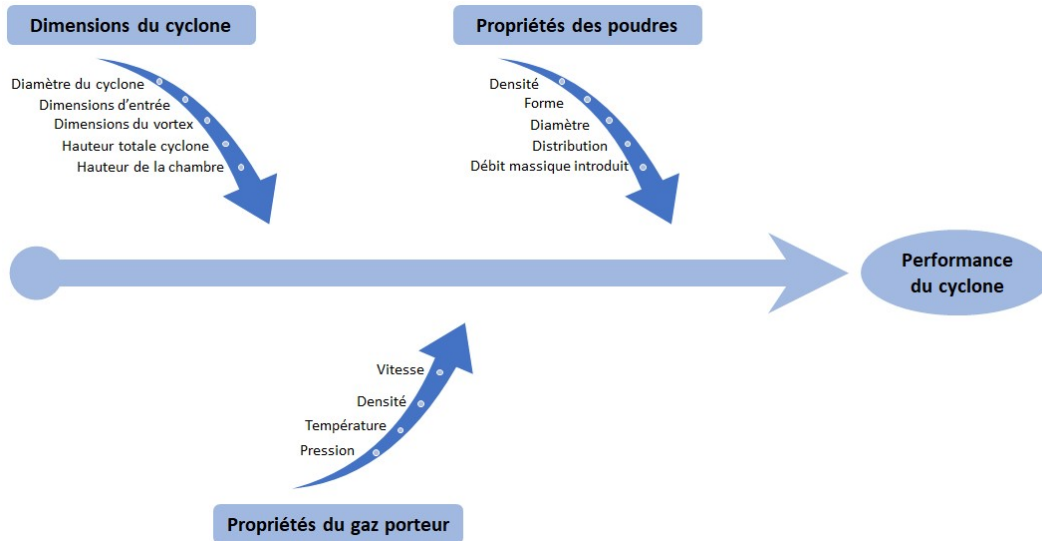 Dimensions du cyclone
Diamètre du cyclone
Dimensions d'entrée
Dimensions du vortex
Hauteur totale cyclone
Hauteur de la chambre
Propriétés des poudres
Densité
Forme
Diamètre
Distribution
Débit massique introduit
Performance
du cyclone
Vitesse
Densité
Température
Pression
Propriétés du gaz porteur